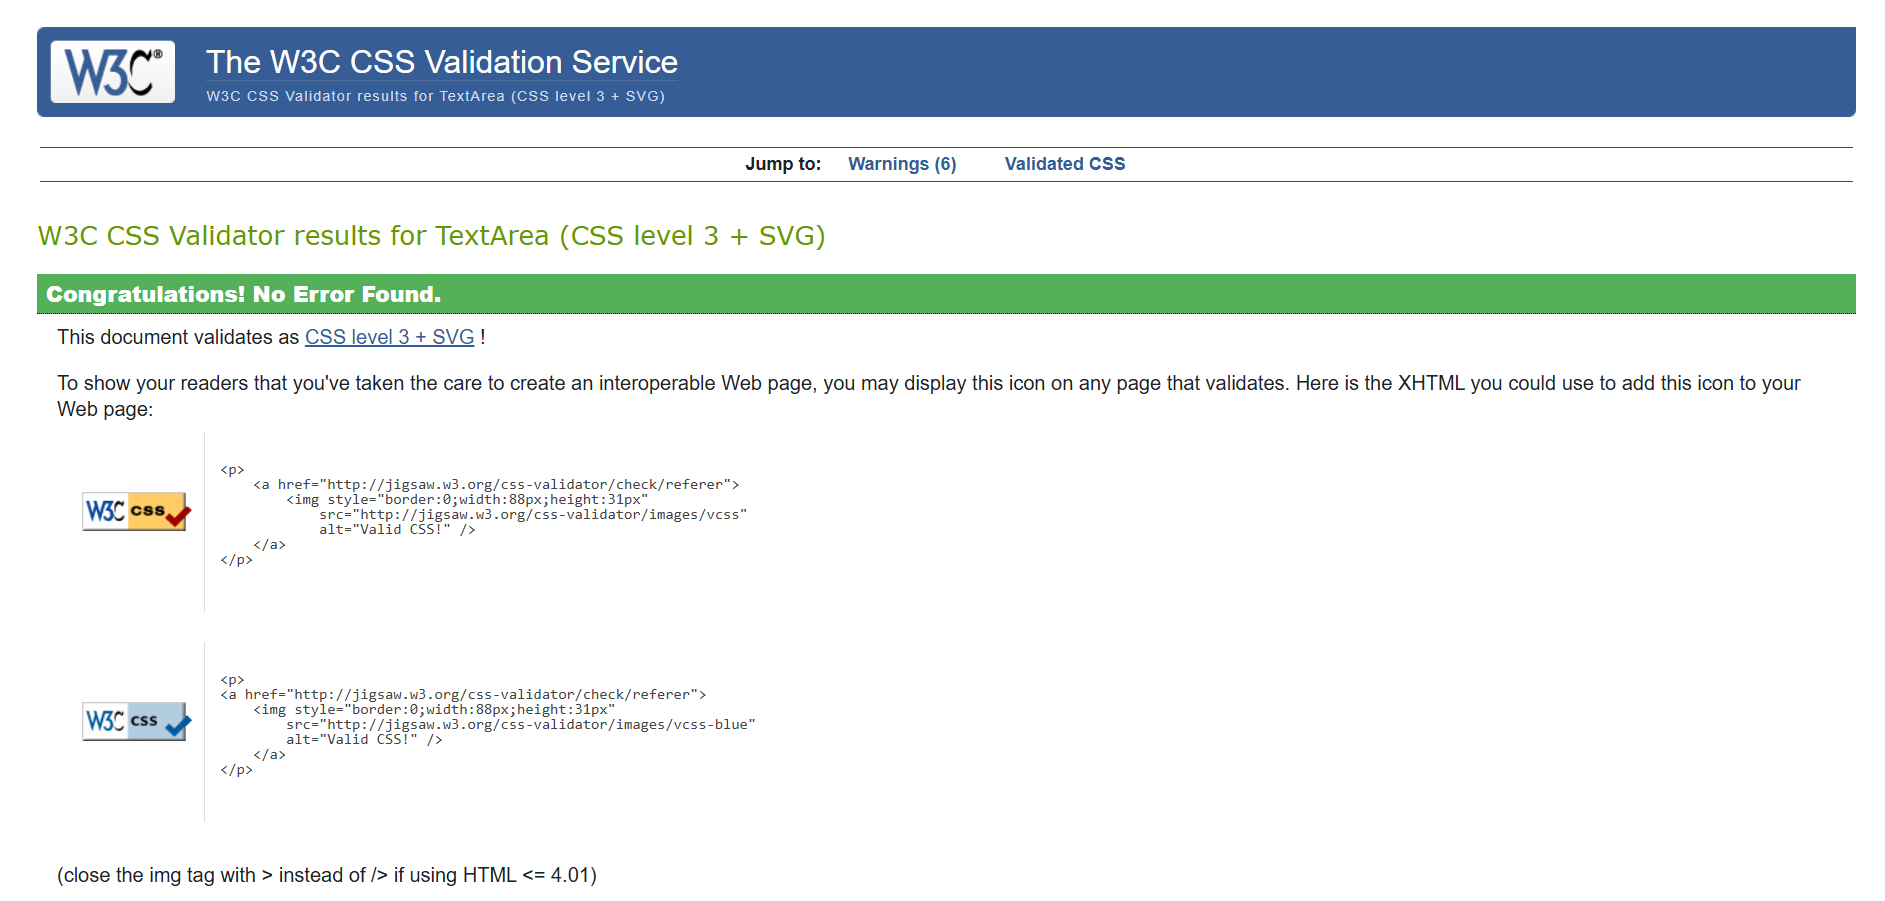 W3C®
The W3C CSS Validation Service
W3C CSS Validator results for TextArea (CSS level 3 + SVG)
Jump to: Warnings (6) Validated CSS
W3C CSS Validator results for TextArea (CSS level 3 + SVG)
Congratulations! No Error Found.
This document validates as CSS level 3 + SVG !
To show your readers that you've taken the care to create an interoperable Web page, you may display this icon on any page that validates. Here is the XHTML you could use to add this icon to your
Web page:
W3C css
<p>
    <a href="http://jigsaw.w3.org/css-validator/check/referer">
        <img style="border:0;width:88px;height:31px"
            src="http://jigsaw.w3.org/css-validator/images/vcss"
            alt="Valid CSS!" />
    </a>
</p>
W3C css
<p>
<a href="http://jigsaw.w3.org/css-validator/check/referer">
    <img style="border:0;width:88px;height:31px"
        src="http://jigsaw.w3.org/css-validator/images/vcss-blue"
        alt="Valid CSS!" />
    </a>
</p>
(close the img tag with > instead of /> if using HTML <= 4.01)